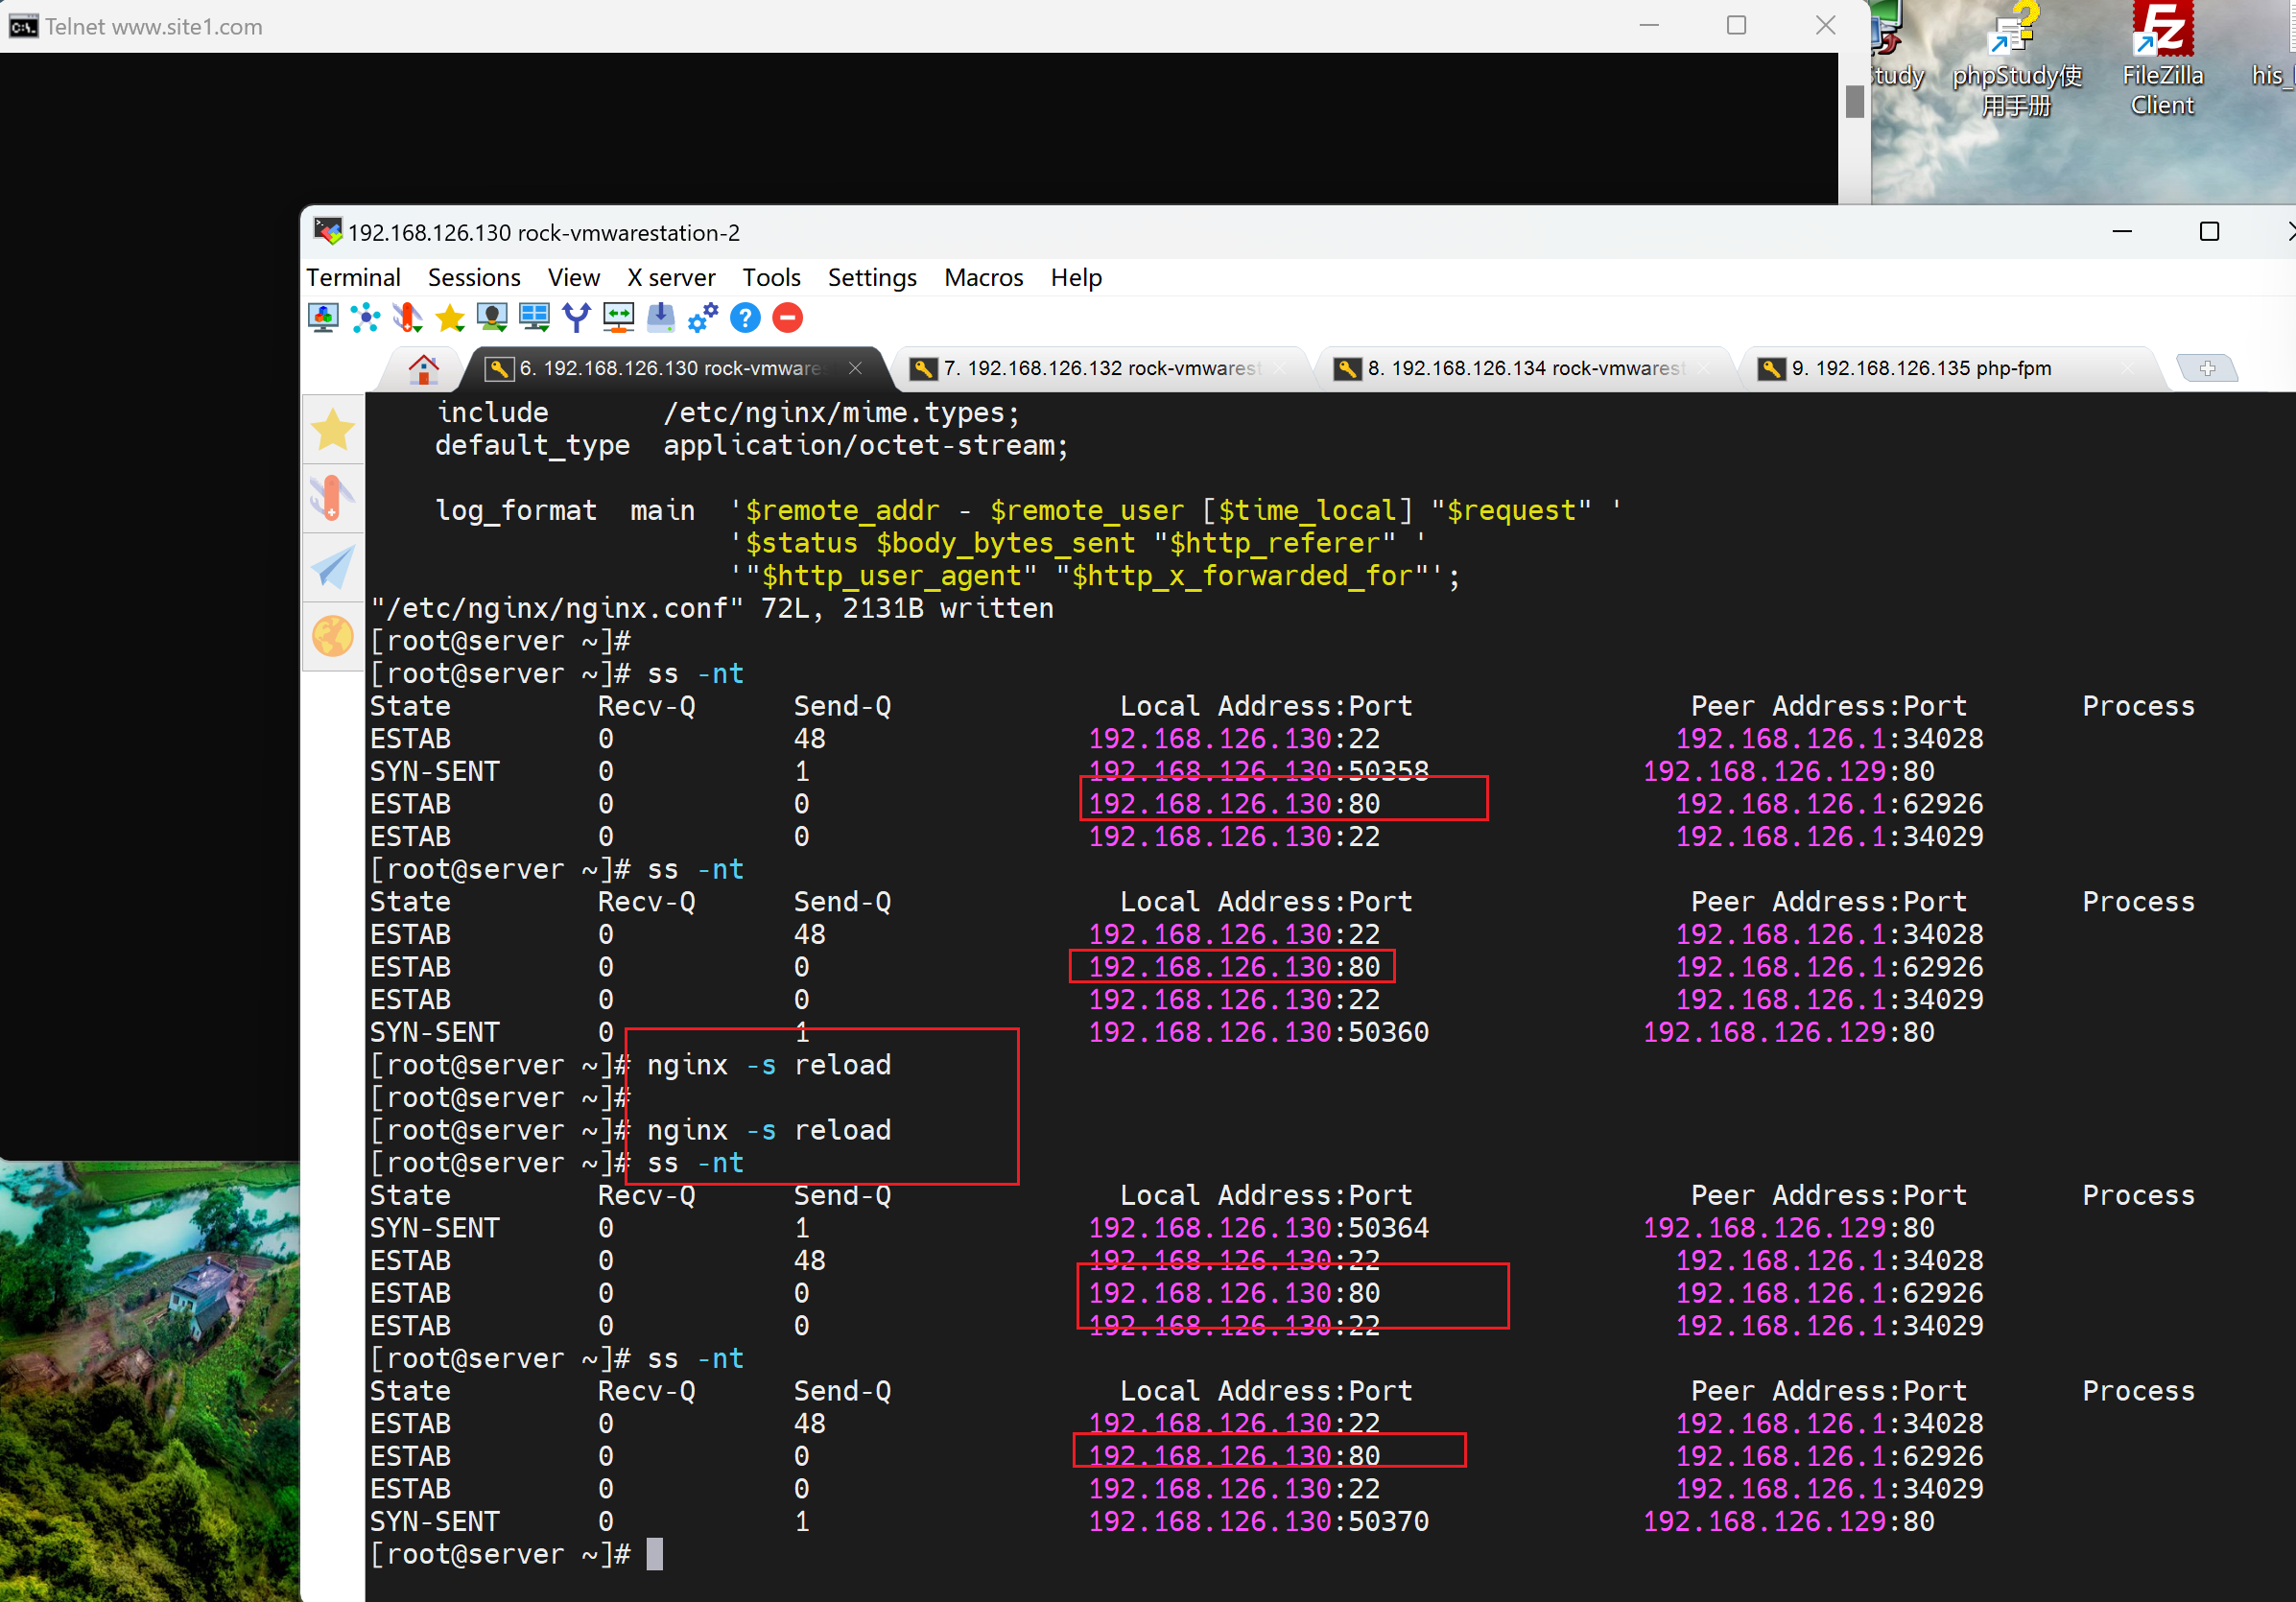 Telnet www.site1.com
phpStudy使
用手册
FileZilla
Client
192.168.126.130 rock-vmwarestation-2
Terminal Sessions View X server Tools Settings Macros Help
6. 192.168.126.130 rock-vmwares
7. 192.168.126.132 rock-vmwarest
8. 192.168.126.134 rock-vmwarest
9. 192.168.126.135 php-fpm
include /etc/nginx/mime.types;
default_type application/octet-stream;
log_format main '$remote_addr - $remote_user [$time_local] "$request" '
'$status $body_bytes_sent "$http_referer" '
'"$http_user_agent" "$http_x_forwarded_for"';
"/etc/nginx/nginx.conf" 72L, 2131B written
[root@server ~]#
[root@server ~]# ss -nt
State Recv-Q Send-Q Local Address:Port Peer Address:Port Process
ESTAB 0 48 192.168.126.130:22 192.168.126.1:34028
SYN-SENT 0 1 192.168.126.130:50358 192.168.126.129:80
ESTAB 0 0 192.168.126.130:80 192.168.126.1:62926
ESTAB 0 0 192.168.126.130:22 192.168.126.1:34029
[root@server ~]# ss -nt
State Recv-Q Send-Q Local Address:Port Peer Address:Port Process
ESTAB 0 48 192.168.126.130:22 192.168.126.1:34028
ESTAB 0 0 192.168.126.130:80 192.168.126.1:62926
ESTAB 0 0 192.168.126.130:22 192.168.126.1:34029
SYN-SENT 0 1 192.168.126.130:50360 192.168.126.129:80
[root@server ~]# nginx -s reload
[root@server ~]#
[root@server ~]# nginx -s reload
[root@server ~]# ss -nt
State Recv-Q Send-Q Local Address:Port Peer Address:Port Process
SYN-SENT 0 1 192.168.126.130:50364 192.168.126.129:80
ESTAB 0 48 192.168.126.130:22 192.168.126.1:34028
ESTAB 0 0 192.168.126.130:80 192.168.126.1:62926
ESTAB 0 0 192.168.126.130:22 192.168.126.1:34029
[root@server ~]# ss -nt
State Recv-Q Send-Q Local Address:Port Peer Address:Port Process
ESTAB 0 48 192.168.126.130:22 192.168.126.1:34028
ESTAB 0 0 192.168.126.130:80 192.168.126.1:62926
ESTAB 0 0 192.168.126.130:22 192.168.126.1:34029
SYN-SENT 0 1 192.168.126.130:50370 192.168.126.129:80
[root@server ~]#